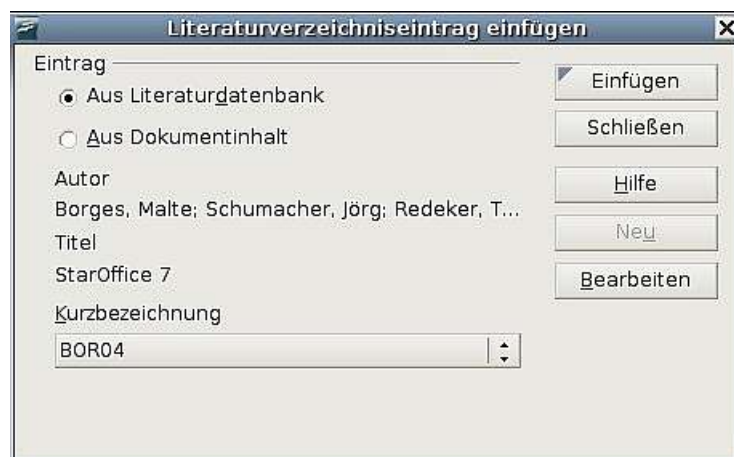 Literaturverzeichniseintrag einfügen
Eintrag
Aus Literaturdatenbank
Aus Dokumentinhalt
Autor
Borges, Malte; Schumacher, Jörg; Redeker, T...
Titel
StarOffice 7
Kurzbezeichnung
BOR04
Einfügen
Schließen
Hilfe
Neu
Bearbeiten